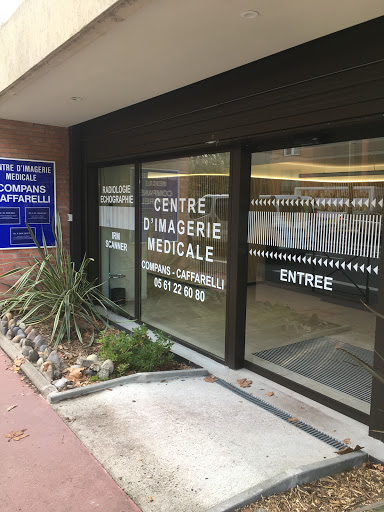 CENTRE D'IMAGERIE
MEDICALE
COMPANS
CAFFARELLI
RADIOLOGIE
ECHOGRAPHIE
IRM
SCANNER
CENTRE
D'IMAGERIE
MEDICALE
COMPANS - CAFFARELLI
05 61 22 60 80
ENTREE